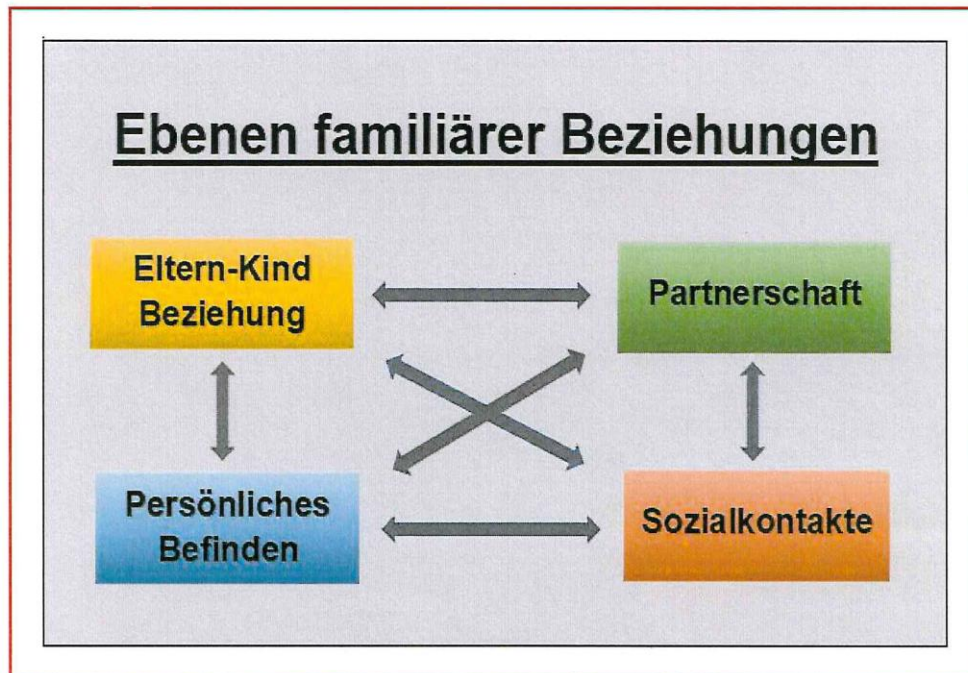 Ebenen familiärer Beziehungen
Eltern-Kind
Beziehung
Partnerschaft
Persönliches
Befinden
Sozialkontakte